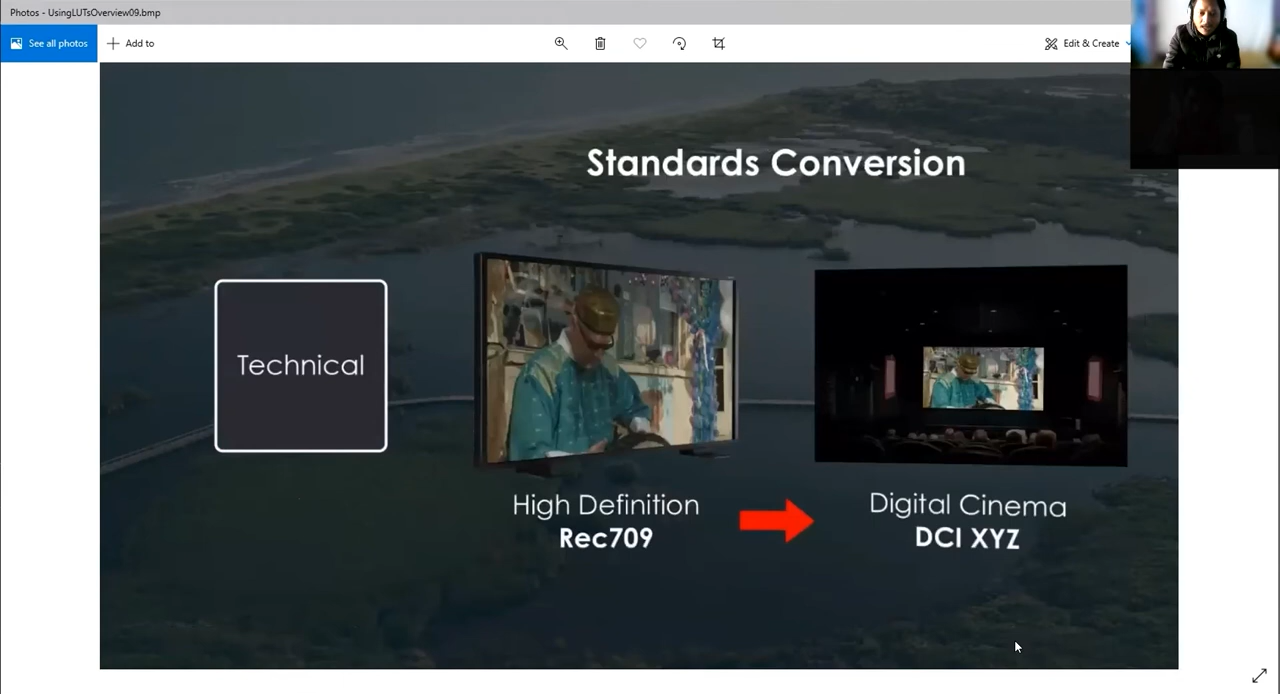 Photos - UsingLUTsOverview09.bmp
See all photos
Add to
Edit & Create
Standards Conversion
Technical
High Definition
Rec709
Digital Cinema
DCI XYZ